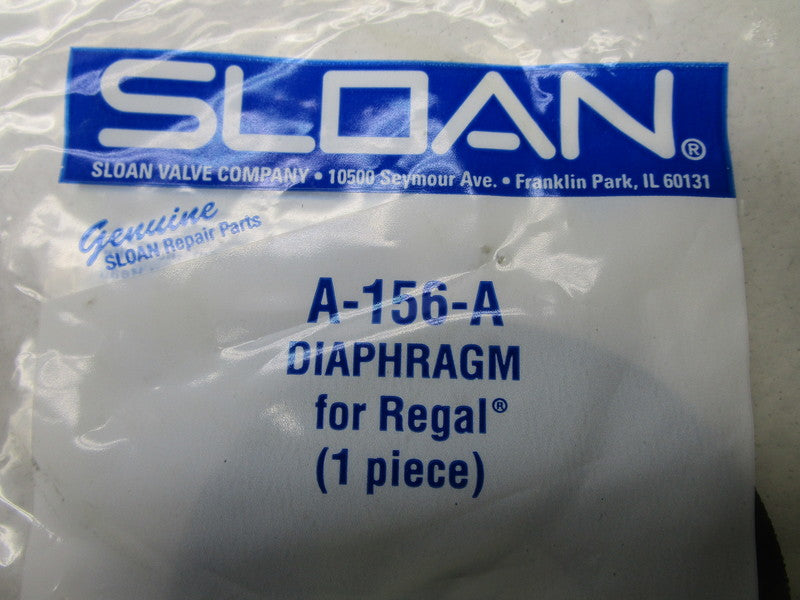 SLOAN®
SLOAN VALVE COMPANY • 10500 Seymour Ave. • Franklin Park, IL 60131
Genuine
SLOAN Repair Parts
A-156-A
DIAPHRAGM
for Regal®
(1 piece)